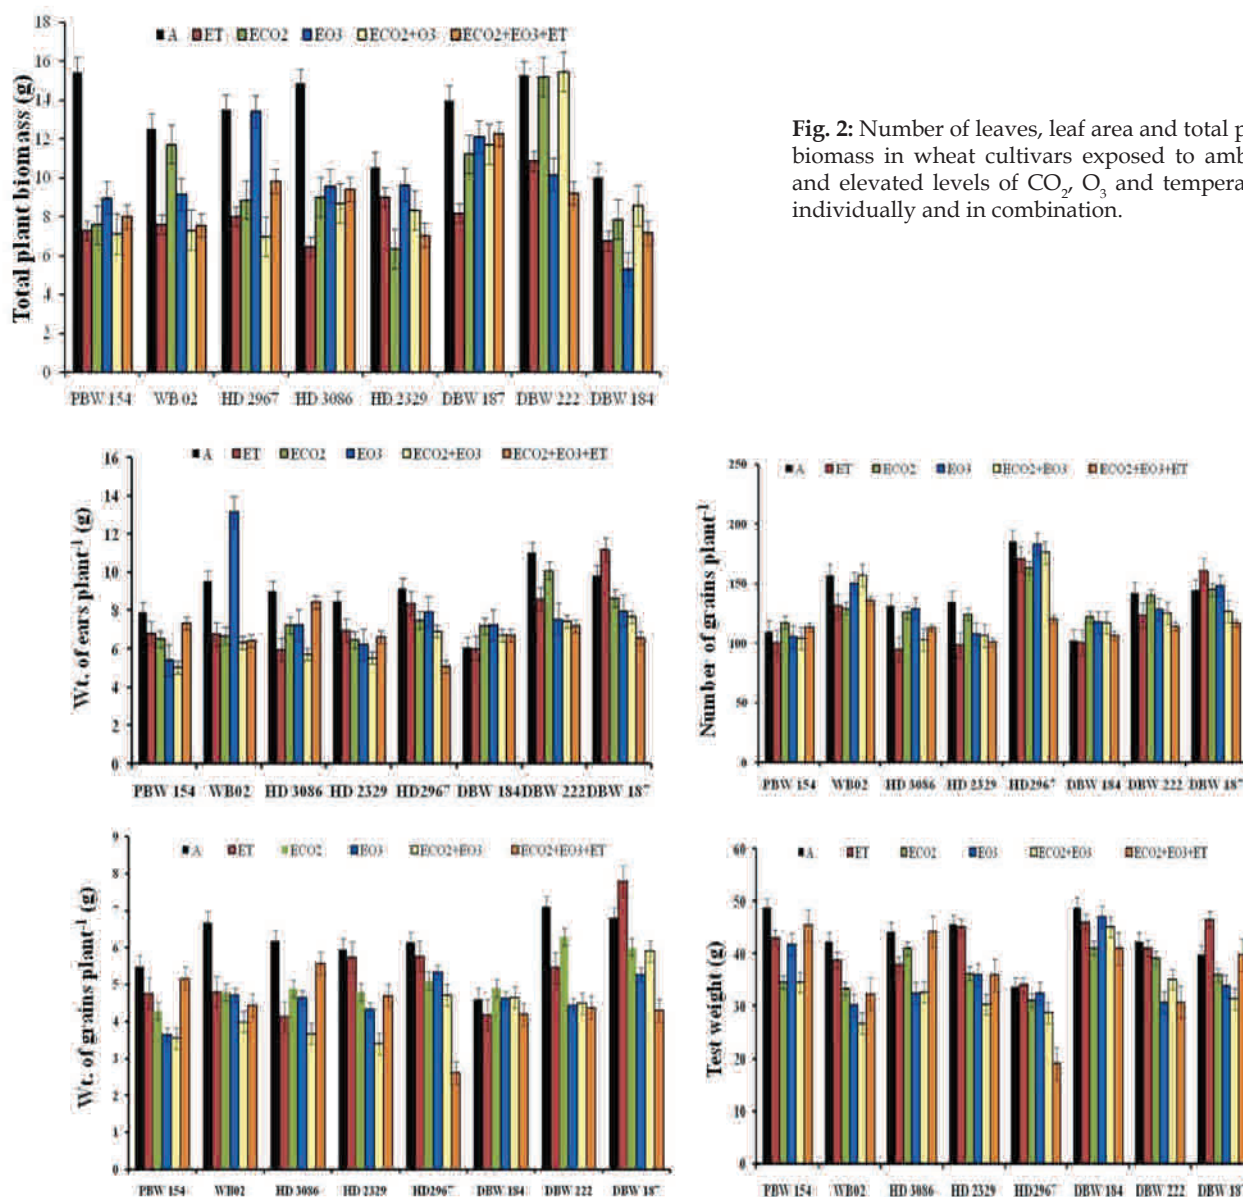 18
A ET ECO2 EO3 ECO2+O3 ECO2+EO3+ET
16
14
12
10
8
6
4
2
0
Total plant biomass (g)
PBW 154 WB 02 HD 2967 HD 3086 HD 2329 DBW 187 DBW 222 DBW 184
Fig. 2: Number of leaves, leaf area and total p
biomass in wheat cultivars exposed to amb
and elevated levels of CO2, O3 and tempera
individually and in combination.
16
A ET ECO2 EO3 ECO2+EO3 ECO2+EO3+ET
14
12
10
8
6
4
2
0
Wt. of ears plant-1 (g)
PBW 154 WB02 HD 3086 HD 2329 HD2967 DBW 184 DBW 222 DBW 187
250
A ET ECO2 EO3 ECO2+EO3 ECO2+EO3+ET
200
150
100
50
0
Number of grains plant-1
PBW 154 WB02 HD 3086 HD 2329 HD2967 DBW 184 DBW 222 DBW 187
9
A ET ECO2 EO3 ECO2+EO3 ECO2+EO3+ET
8
7
6
5
4
3
2
1
0
Wt. of grains plant-1 (g)
PBW 154 WB02 HD 3086 HD 2329 HD2967 DBW 184 DBW 222 DBW 187
60
A ET ECO2 EO3 ECO2+EO3 ECO2+EO3+ET
50
40
30
20
10
0
Test weight (g)
PBW 154 WB02 HD 3086 HD 2329 HD2967 DBW 184 DBW 222 DBW 187